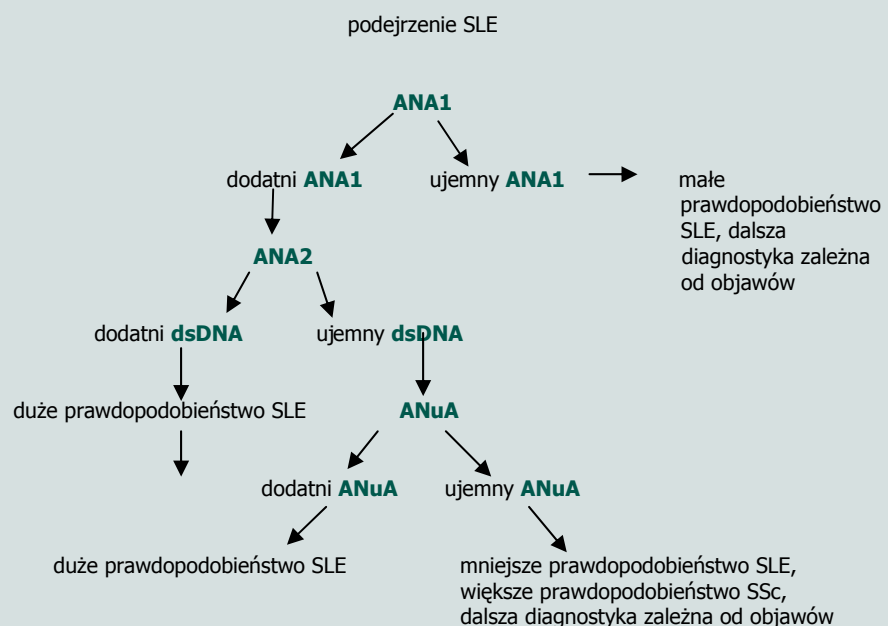 podejrzenie SLE
ANA1
dodatni ANA1
ujemny ANA1
małe
prawdopodobieństwo
SLE, dalsza
diagnostyka zależna
od objawów
ANA2
dodatni dsDNA
ujemny dsDNA
duże prawdopodobieństwo SLE
ANuA
dodatni ANuA
ujemny ANuA
duże prawdopodobieństwo SLE
mniejsze prawdopodobieństwo SLE,
większe prawdopodobieństwo SSc,
dalsza diagnostyka zależna od objawów